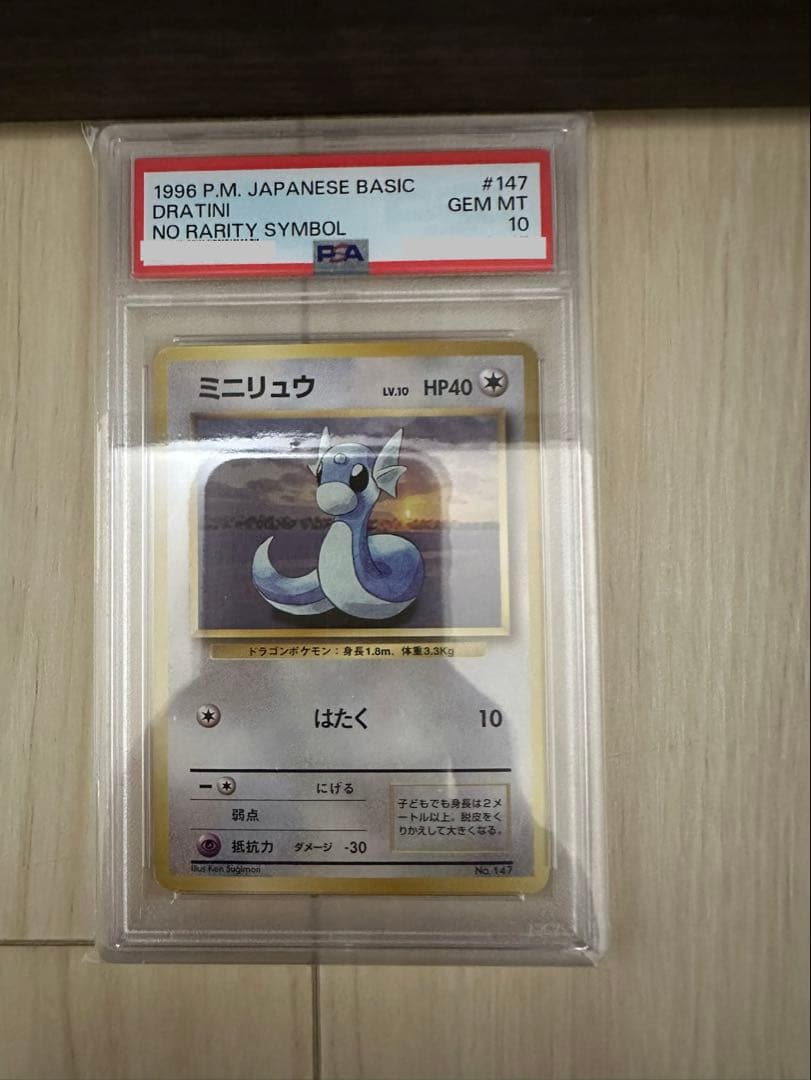 1996 P.M. JAPANESE BASIC #147
DRATINI GEM MT
NO RARITY SYMBOL 10
PSA
ミニリュウ LV.10 HP40
ドラゴンポケモン：身長1.8m、体重3.3Kg
はたく 10
ー にげる
弱点
抵抗力 ダメージ -30
子どもでも身長は2メ
ートル以上。脱皮をく
りかえして大きくなる。
Illus Ken Sugimori No. 147